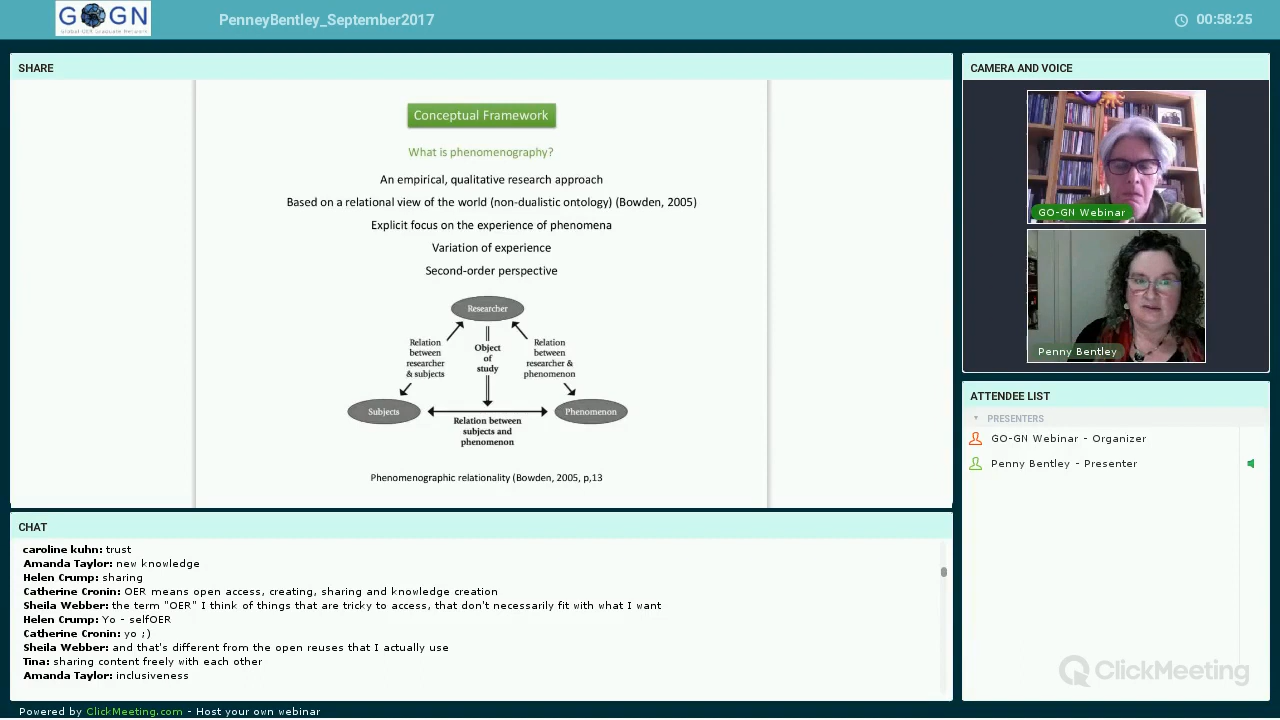 GOGN
Global OER Graduate Network
PenneyBentley_September2017
00:58:25
SHARE
Conceptual Framework
What is phenomenography?
An empirical, qualitative research approach
Based on a relational view of the world (non-dualistic ontology) (Bowden, 2005)
Explicit focus on the experience of phenomena
Variation of experience
Second-order perspective
Researcher
Relation
between
researcher
& subjects
Object
of
study
Relation
between
researcher &
phenomenon
Subjects
Phenomenon
Relation between
subjects and
phenomenon
Phenomenographic relationality (Bowden, 2005, p,13
CAMERA AND VOICE
GO-GN Webinar
Penny Bentley
ATTENDEE LIST
PRESENTERS
GO-GN Webinar - Organizer
Penny Bentley - Presenter
ClickMeeting
CHAT
caroline kuhn: trust
Amanda Taylor: new knowledge
Helen Crump: sharing
Catherine Cronin: OER means open access, creating, sharing and knowledge creation
Sheila Webber: the term "OER" I think of things that are tricky to access, that don't necessarily fit with what I want
Helen Crump: Yo - selfOER
Catherine Cronin: yo ;)
Sheila Webber: and that's different from the open reuses that I actually use
Tina: sharing content freely with each other
Amanda Taylor: inclusiveness
Powered by ClickMeeting.com - Host your own webinar